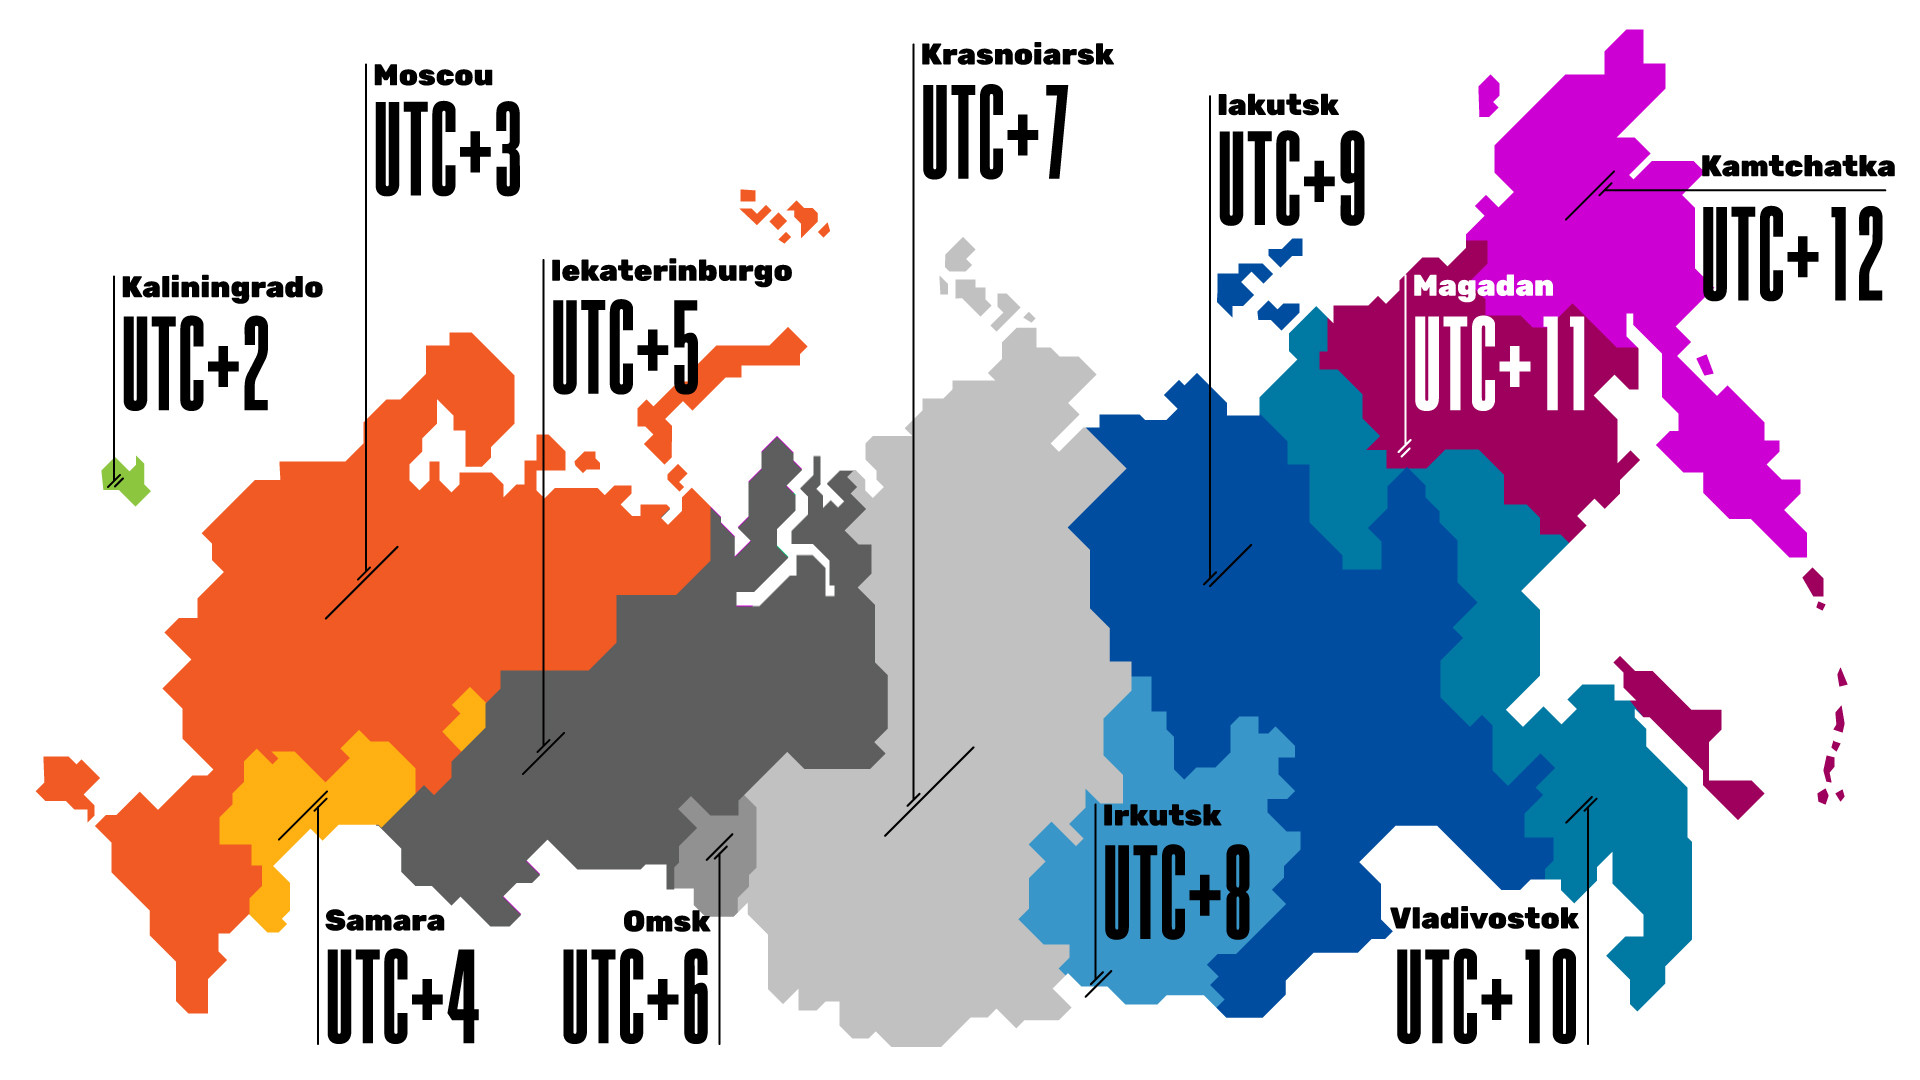 Moscou
UTC+3
Krasnoiarsk
UTC+7
Iakutsk
UTC+9
Kamtchatka
UTC+12
Kaliningrado
UTC+2
Iekaterinburgo
UTC+5
Magadan
UTC+11
Samara
UTC+4
Omsk
UTC+6
Irkutsk
UTC+8
Vladivostok
UTC+10